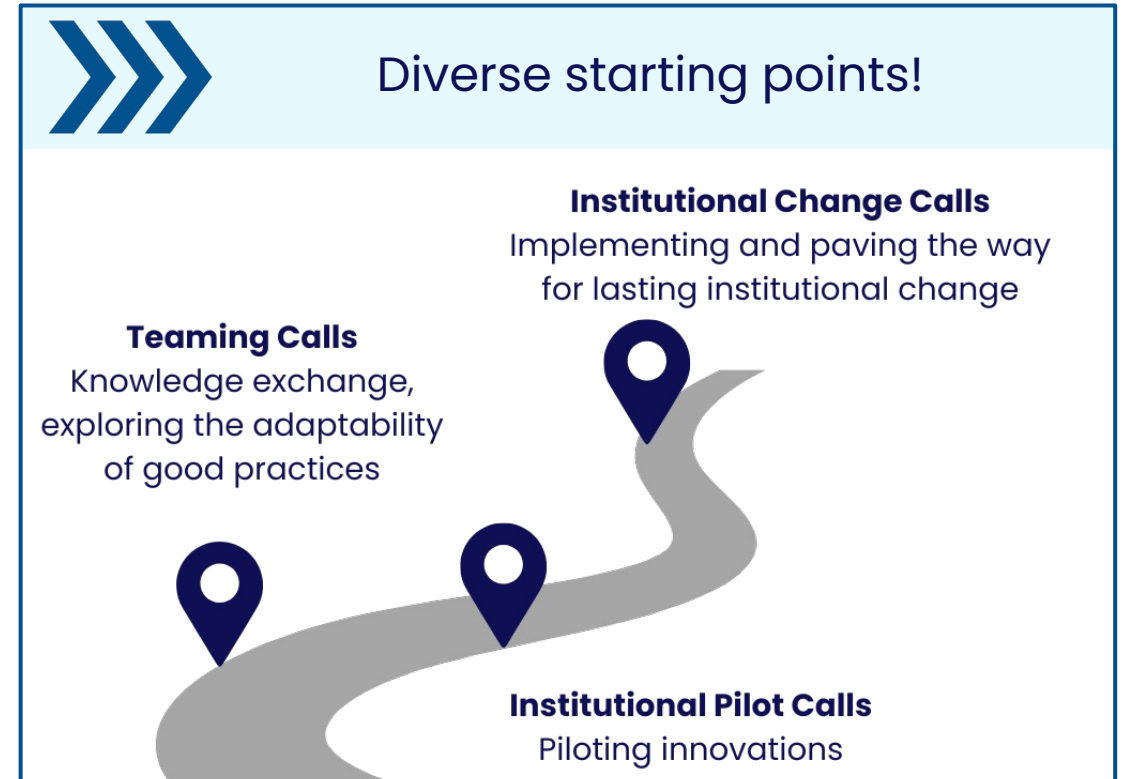 Diverse starting points!
Institutional Change Calls
Implementing and paving the way
for lasting institutional change
Teaming Calls
Knowledge exchange,
exploring the adaptability
of good practices
Institutional Pilot Calls
Piloting innovations